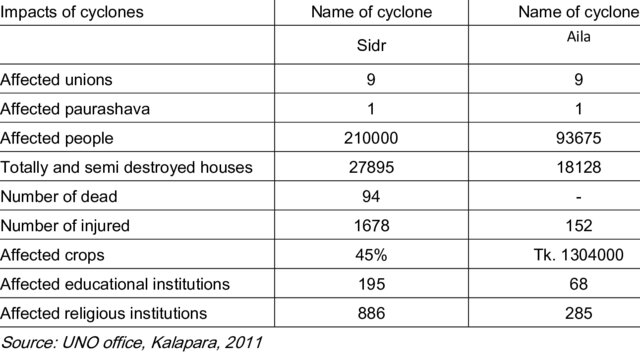 Impacts of cyclones Name of cyclone Name of cyclone
Sidr Aila
Affected unions 9 9
Affected paurashava 1 1
Affected people 210000 93675
Totally and semi destroyed houses 27895 18128
Number of dead 94 -
Number of injured 1678 152
Affected crops 45% Tk. 1304000
Affected educational institutions 195 68
Affected religious institutions 886 285
Source: UNO office, Kalapara, 2011